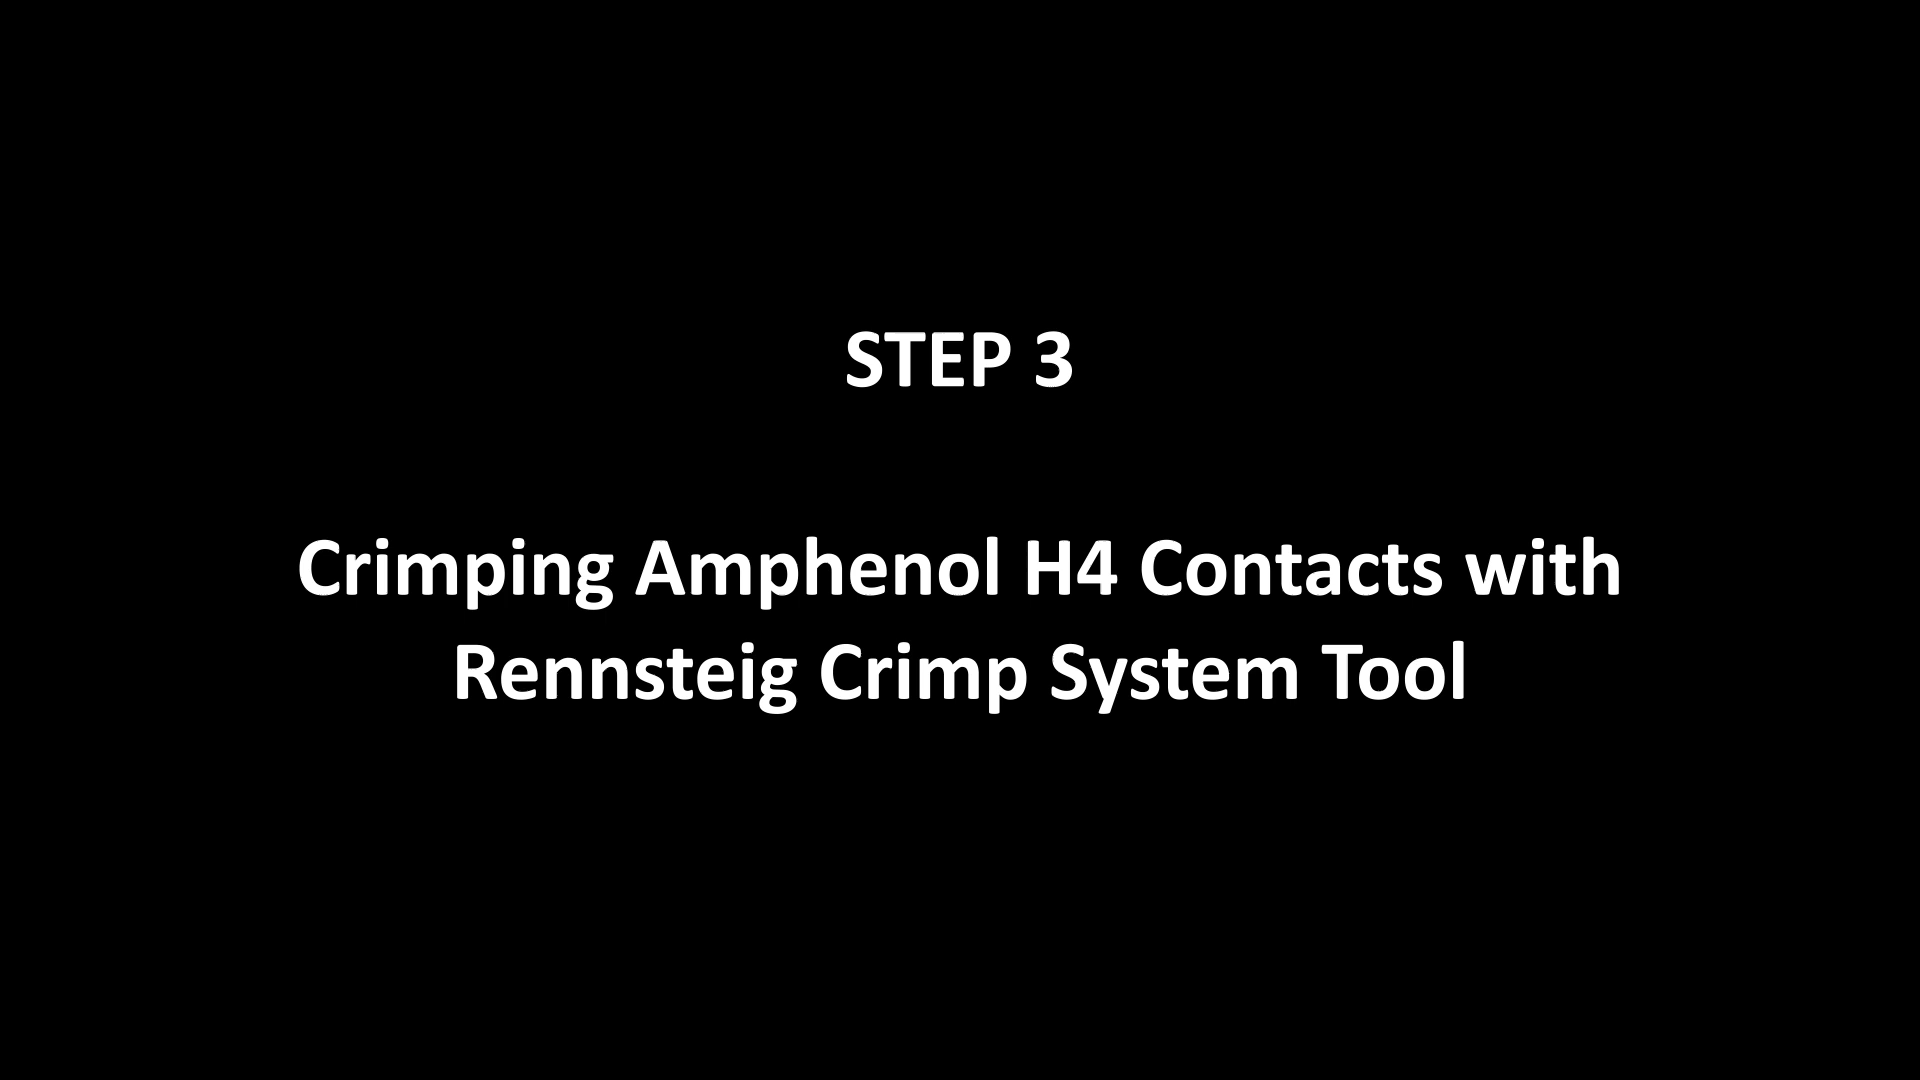 STEP 3
Crimping Amphenol H4 Contacts with
Rennsteig Crimp System Tool